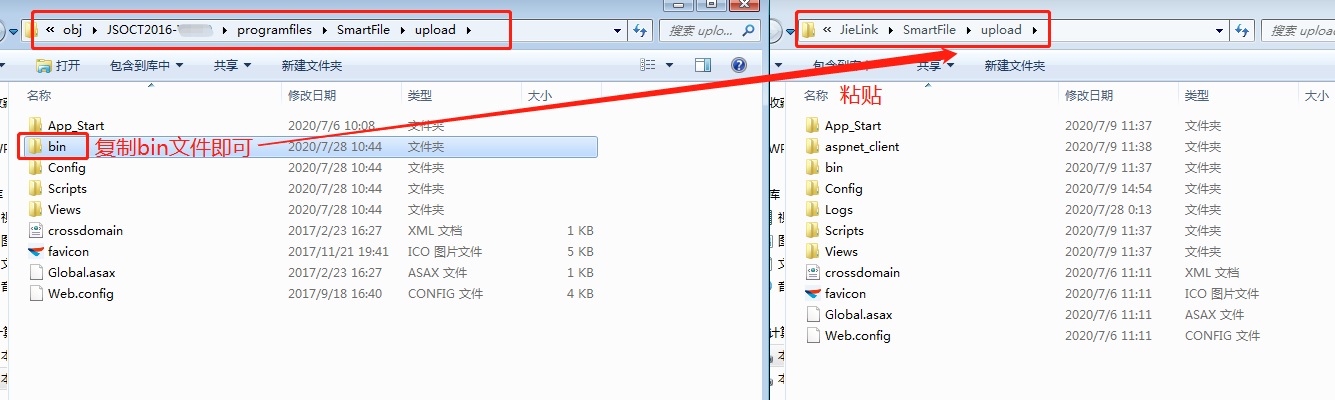 « obj ▸ JSOCT2016- ▸ programfiles ▸ SmartFile ▸ upload ▸
搜索 uplo...
打开 包含到库中 共享 新建文件夹
名称 修改日期 类型 大小
App_Start 2020/7/6 10:08 文件夹
bin 2020/7/28 10:44 文件夹
复制bin文件即可
Config 2020/7/28 10:44 文件夹
Scripts 2020/7/28 10:44 文件夹
Views 2020/7/28 10:44 文件夹
crossdomain 2017/2/23 16:27 XML 文档 1 KB
favicon 2017/11/21 19:41 ICO 图片文件 5 KB
Global.asax 2017/2/23 16:27 ASAX 文件 1 KB
Web.config 2017/9/18 16:40 CONFIG 文件 4 KB
« JieLink ▸ SmartFile ▸ upload ▸
搜索 upl
包含到库中 共享 新建文件夹
名称 修改日期 类型 大小
粘贴
App_Start 2020/7/9 11:37 文件夹
aspnet_client 2020/7/9 11:38 文件夹
bin 2020/7/9 11:37 文件夹
Config 2020/7/9 14:54 文件夹
Logs 2020/7/28 0:13 文件夹
Scripts 2020/7/9 11:37 文件夹
Views 2020/7/9 11:37 文件夹
crossdomain 2020/7/6 11:11 XML 文档
favicon 2020/7/6 11:11 ICO 图片文件
Global.asax 2020/7/6 11:11 ASAX 文件
Web.config 2020/7/6 11:11 CONFIG 文件